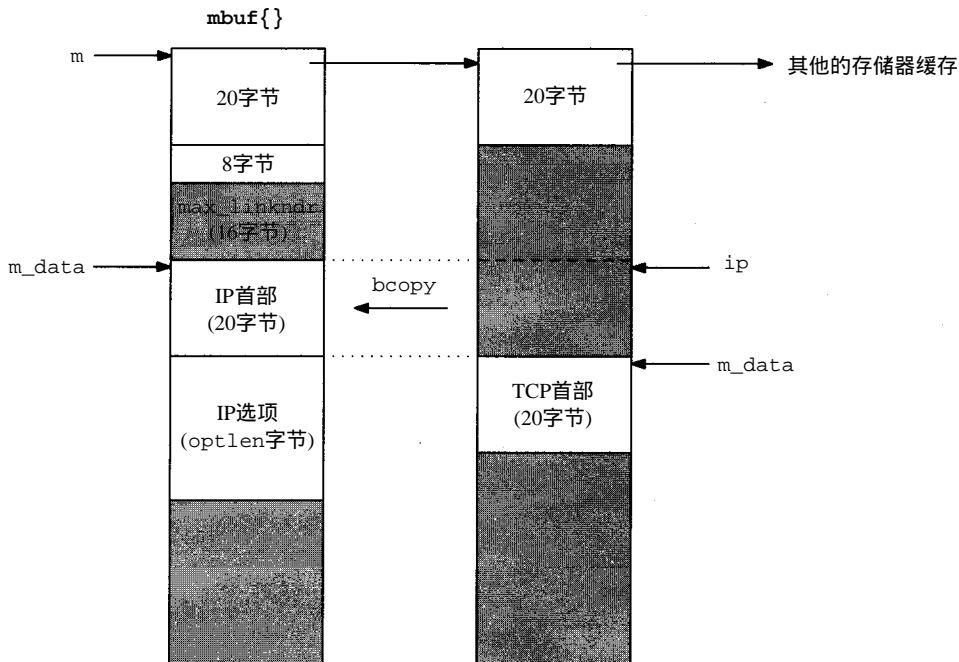 mbuf{}
m
其他的存储器缓存
20字节
20字节
8字节
max_linkhdr
(16字节)
m_data
ip
bcopy
IP首部
(20字节)
m_data
TCP首部
(20字节)
IP选项
(optlen字节)